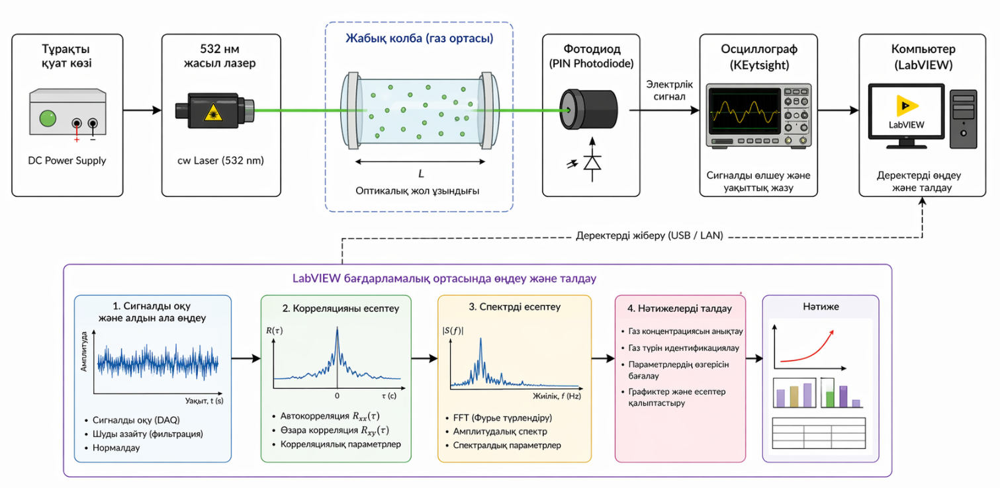 Тұрақты
қуат көзі
+
−
DC Power Supply
532 нм
жасыл лазер
cw Laser (532 nm)
Жабық колба (газ ортасы)
L
Оптикалық жол ұзындығы
Фотодиод
(PIN Photodiode)
Электрлік
сигнал
Осциллограф
(KEytsight)
Сигналды өлшеу және
уақыттық жазу
Компьютер
(LabVIEW)
LabVIEW
Деректерді өңдеу
және талдау
Деректерді жіберу (USB / LAN)
LabVIEW бағдарламалық ортасында өңдеу және талдау
1. Сигналды оқу
және алдын ала өңдеу
Амплитуда
Уақыт, t (s)
• Сигналды оқу (DAQ)
• Шуды азайту (фильтрация)
• Нормалдау
2. Корреляцияны есептеу
R(τ)
0
τ (c)
• Автокорреляция Rxx(τ)
• Өзара корреляция Rxy(τ)
• Корреляциялық параметрлер
3. Спектрді есептеу
|S(f)|
Жиілік, f (Hz)
• FFT (Фурье түрлендіру)
• Амплитудалық спектр
• Спектралдық параметрлер
4. Нәтижелерді талдау
• Газ концентрациясын анықтау
• Газ түрін идентификациялау
• Параметрлердің өзгерісін
бағалау
• Графиктер және есептер
қалыптастыру
Нәтиже